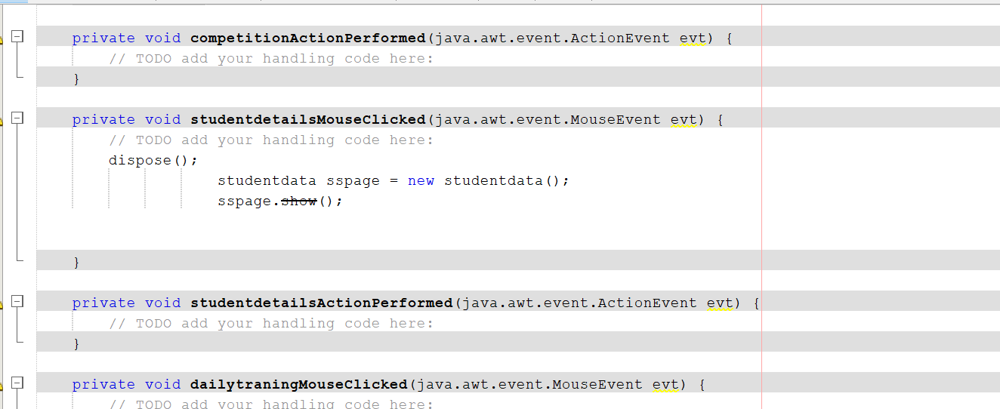 private void competitionActionPerformed(java.awt.event.ActionEvent evt) {
// TODO add your handling code here:
}
private void studentdetailsMouseClicked(java.awt.event.MouseEvent evt) {
// TODO add your handling code here:
dispose();
studentdata sspage = new studentdata();
sspage.show();
}
private void studentdetailsActionPerformed(java.awt.event.ActionEvent evt) {
// TODO add your handling code here:
}
private void dailytraningMouseClicked(java.awt.event.MouseEvent evt) {
// TODO add your handling code here: